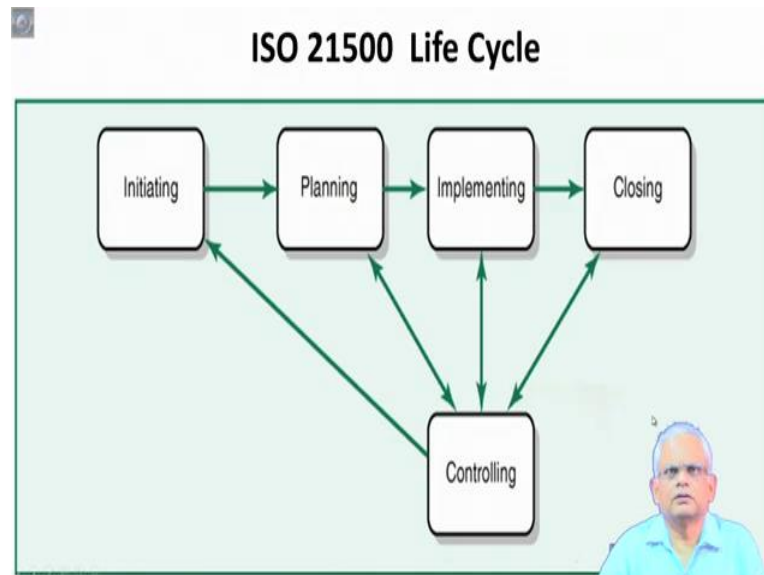 ISO 21500 Life Cycle
Initiating
Planning
Implementing
Closing
Controlling